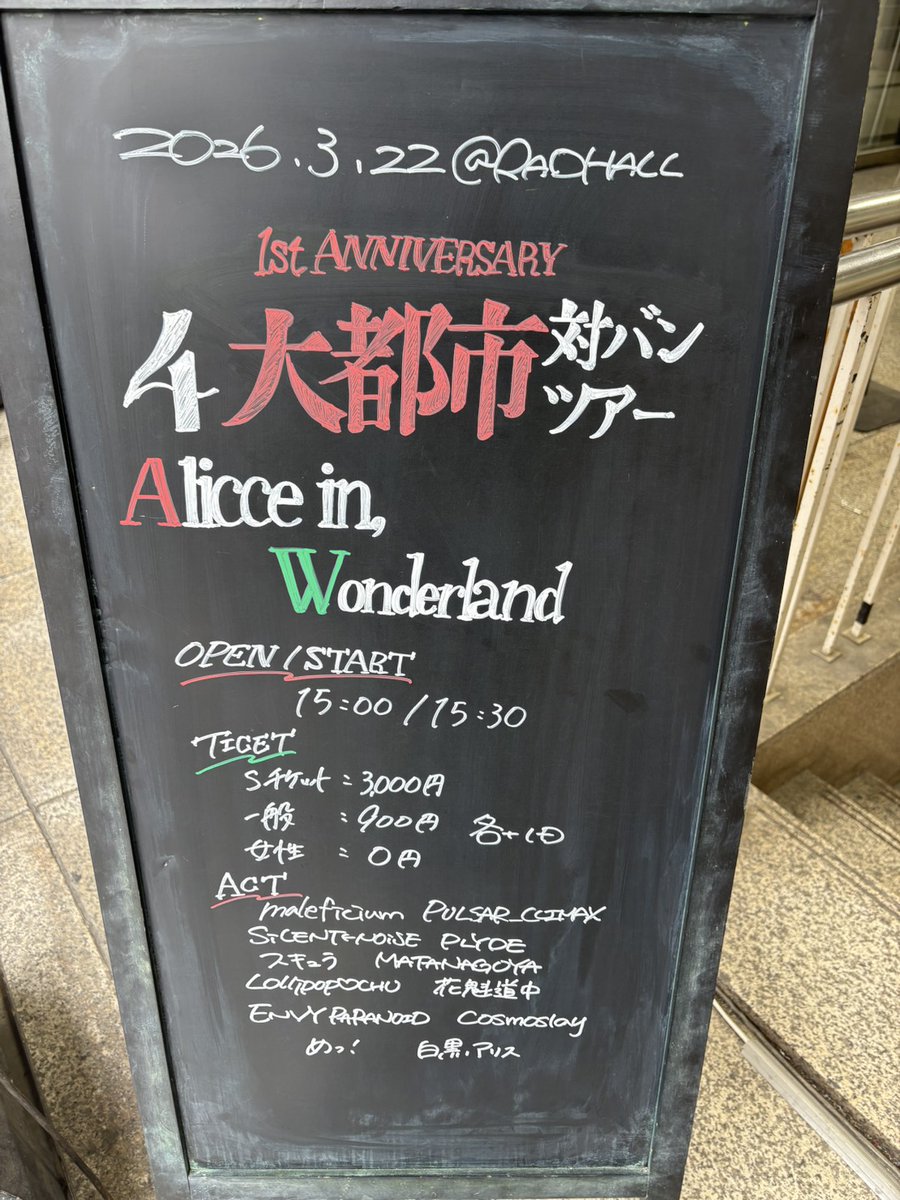 2026.3.22@RADHALL
1st ANNIVERSARY
4大都市対バンツアー
Alicce in,
Wonderland
OPEN/START
15:00/15:30
TICET
Sチケット:3,000円
一般:900円 各+1D
女性:0円
ACT
maleficium PULSAR_CLIMAX
SiLENT≠NOiSE PLYDE
スキュラ MATANAGOYA
LOLLIPOPOCHU 花魁道中
ENVY PARANOID Cosmoslay
めっ! 白黒.アリス